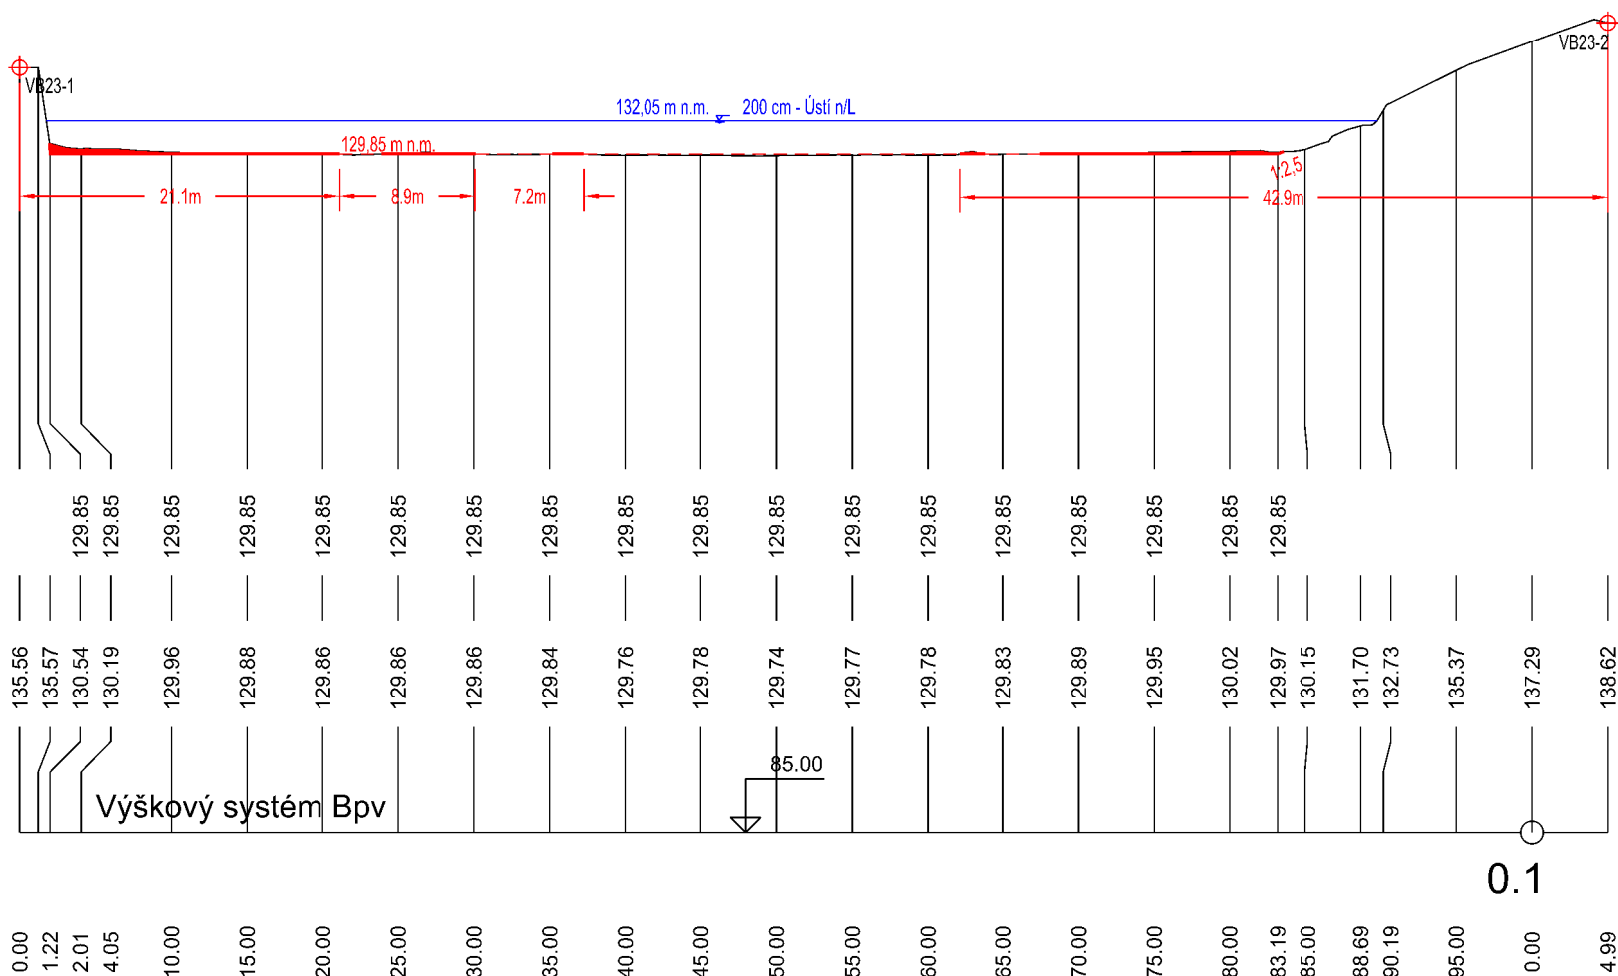 VB23-2
VB23-1
132,05 m n.m. 200 cm - Ústí n/L
129,85 m n.m.
1:2,5
21.1m 8.9m 7.2m 42.9m
129.85 129.85 129.85 129.85 129.85 129.85 129.85 129.85 129.85 129.85 129.85 129.85 129.85 129.85 129.85 129.85 129.85 129.85
135.56 135.57 130.54 130.19 129.96 129.88 129.86 129.86 129.86 129.84 129.76 129.78 129.74 129.77 129.78 129.83 129.89 129.95 130.02 129.97 130.15 131.70 132.73 135.37 137.29 138.62
85.00
Výškový systém Bpv
0.1
0.00 1.22 2.01 4.05 10.00 15.00 20.00 25.00 30.00 35.00 40.00 45.00 50.00 55.00 60.00 65.00 70.00 75.00 80.00 83.19 85.00 88.69 90.19 95.00 0.00 4.99